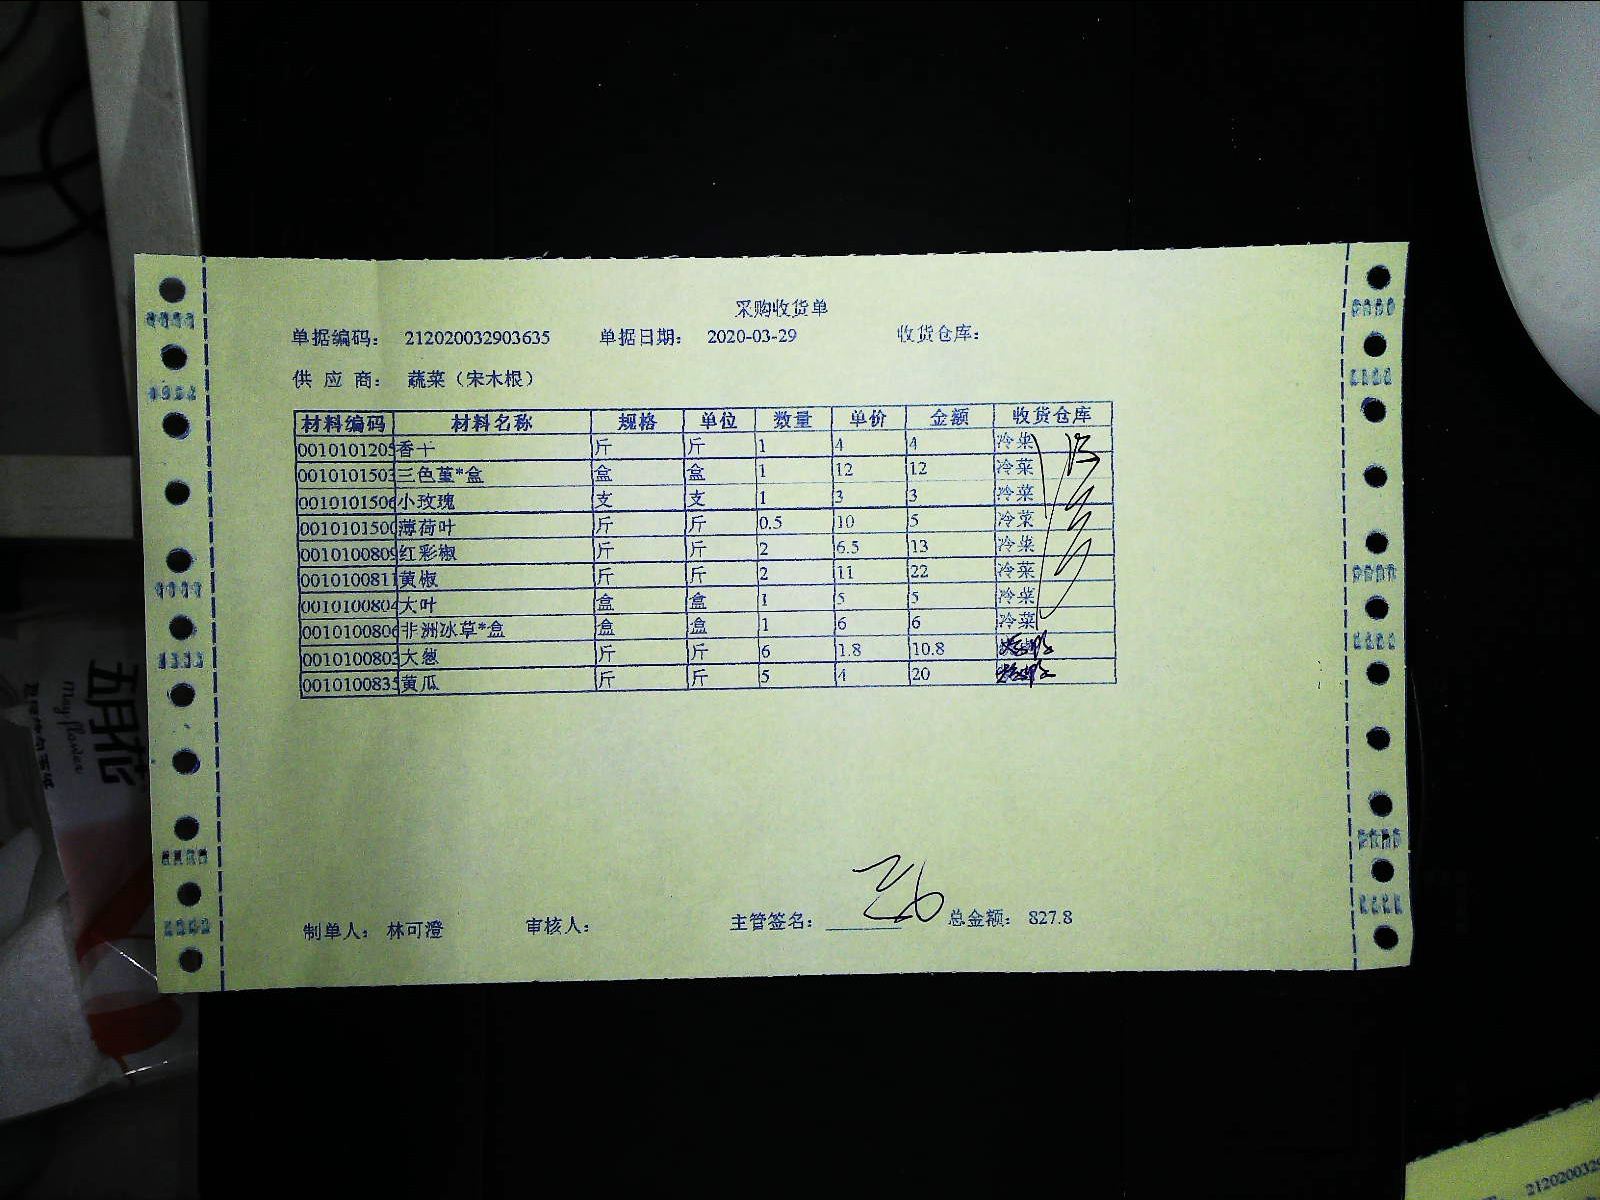 采购收货单
单据编码： 212020032903635 单据日期： 2020-03-29 收货仓库：
供 应 商： 蔬菜（宋木根）
材料编码 材料名称 规格 单位 数量 单价 金额 收货仓库
0010101205 香干 斤 斤 1 4 4 冷菜
0010101503 三色堇*盒 盒 盒 1 12 12 冷菜
0010101506 小玫瑰 支 支 1 3 3 冷菜
0010101500 薄荷叶 斤 斤 0.5 10 5 冷菜
0010100809 红彩椒 斤 斤 2 6.5 13 冷菜
0010100811 黄椒 斤 斤 2 11 22 冷菜
0010100804 大叶 盒 盒 1 5 5 冷菜
0010100806 非洲冰草*盒 盒 盒 1 6 6 冷菜
0010100803 大葱 斤 斤 6 1.8 10.8
0010100835 黄瓜 斤 斤 5 4 20
制单人： 林可澄 审核人： 主管签名： 总金额： 827.8
五月花
May flower
212020032